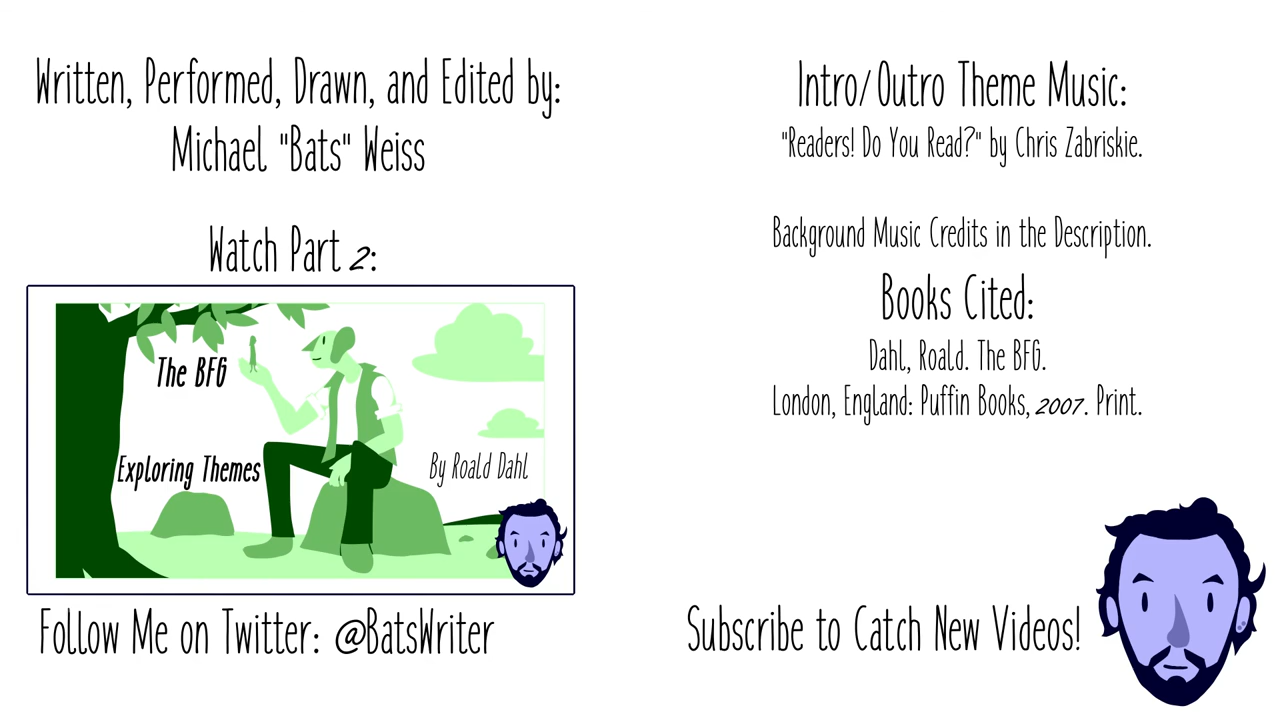 Written, Performed, Drawn, and Edited by:
Michael "Bats" Weiss
Watch Part 2:
The BFG
Exploring Themes
By Roald Dahl
Follow Me on Twitter: @BatsWriter
Intro/Outro Theme Music:
"Readers! Do You Read?" by Chris Zabriskie.
Background Music Credits in the Description.
Books Cited:
Dahl, Roald. The BFG.
London, England: Puffin Books, 2007. Print.
Subscribe to Catch New Videos!